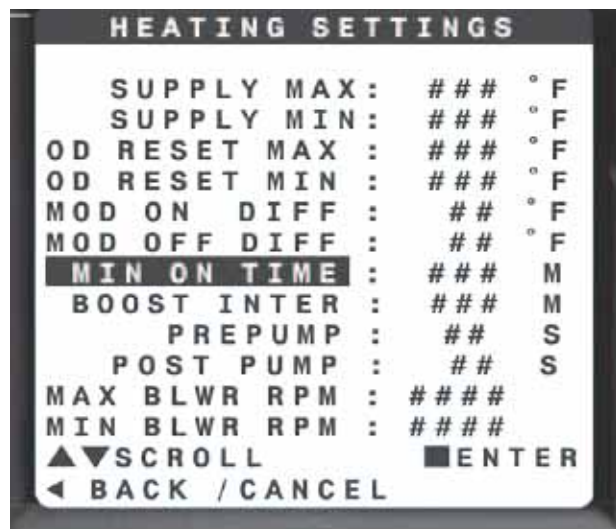 HEATING SETTINGS
SUPPLY MAX: ### °F
SUPPLY MIN: ### °F
OD RESET MAX : ### °F
OD RESET MIN : ### °F
MOD ON DIFF : ## °F
MOD OFF DIFF : ## °F
MIN ON TIME : ### M
BOOST INTER : ### M
PREPUMP : ## S
POST PUMP : ## S
MAX BLWR RPM : ####
MIN BLWR RPM : ####
▲▼SCROLL ■ENTER
◄ BACK /CANCEL